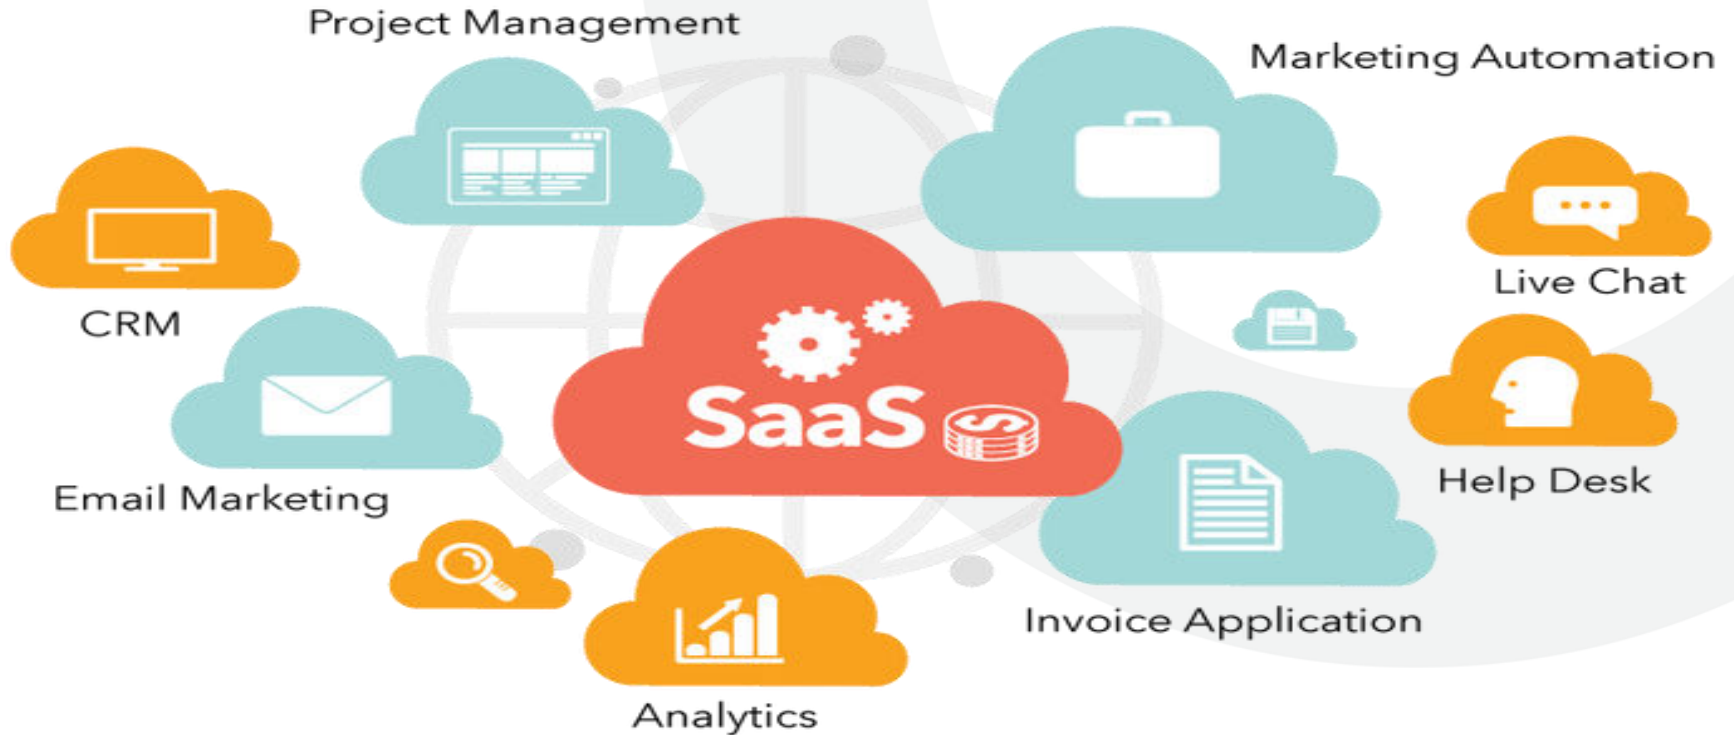 Project Management
Marketing Automation
CRM
Live Chat
SaaS
Email Marketing
Help Desk
Invoice Application
Analytics